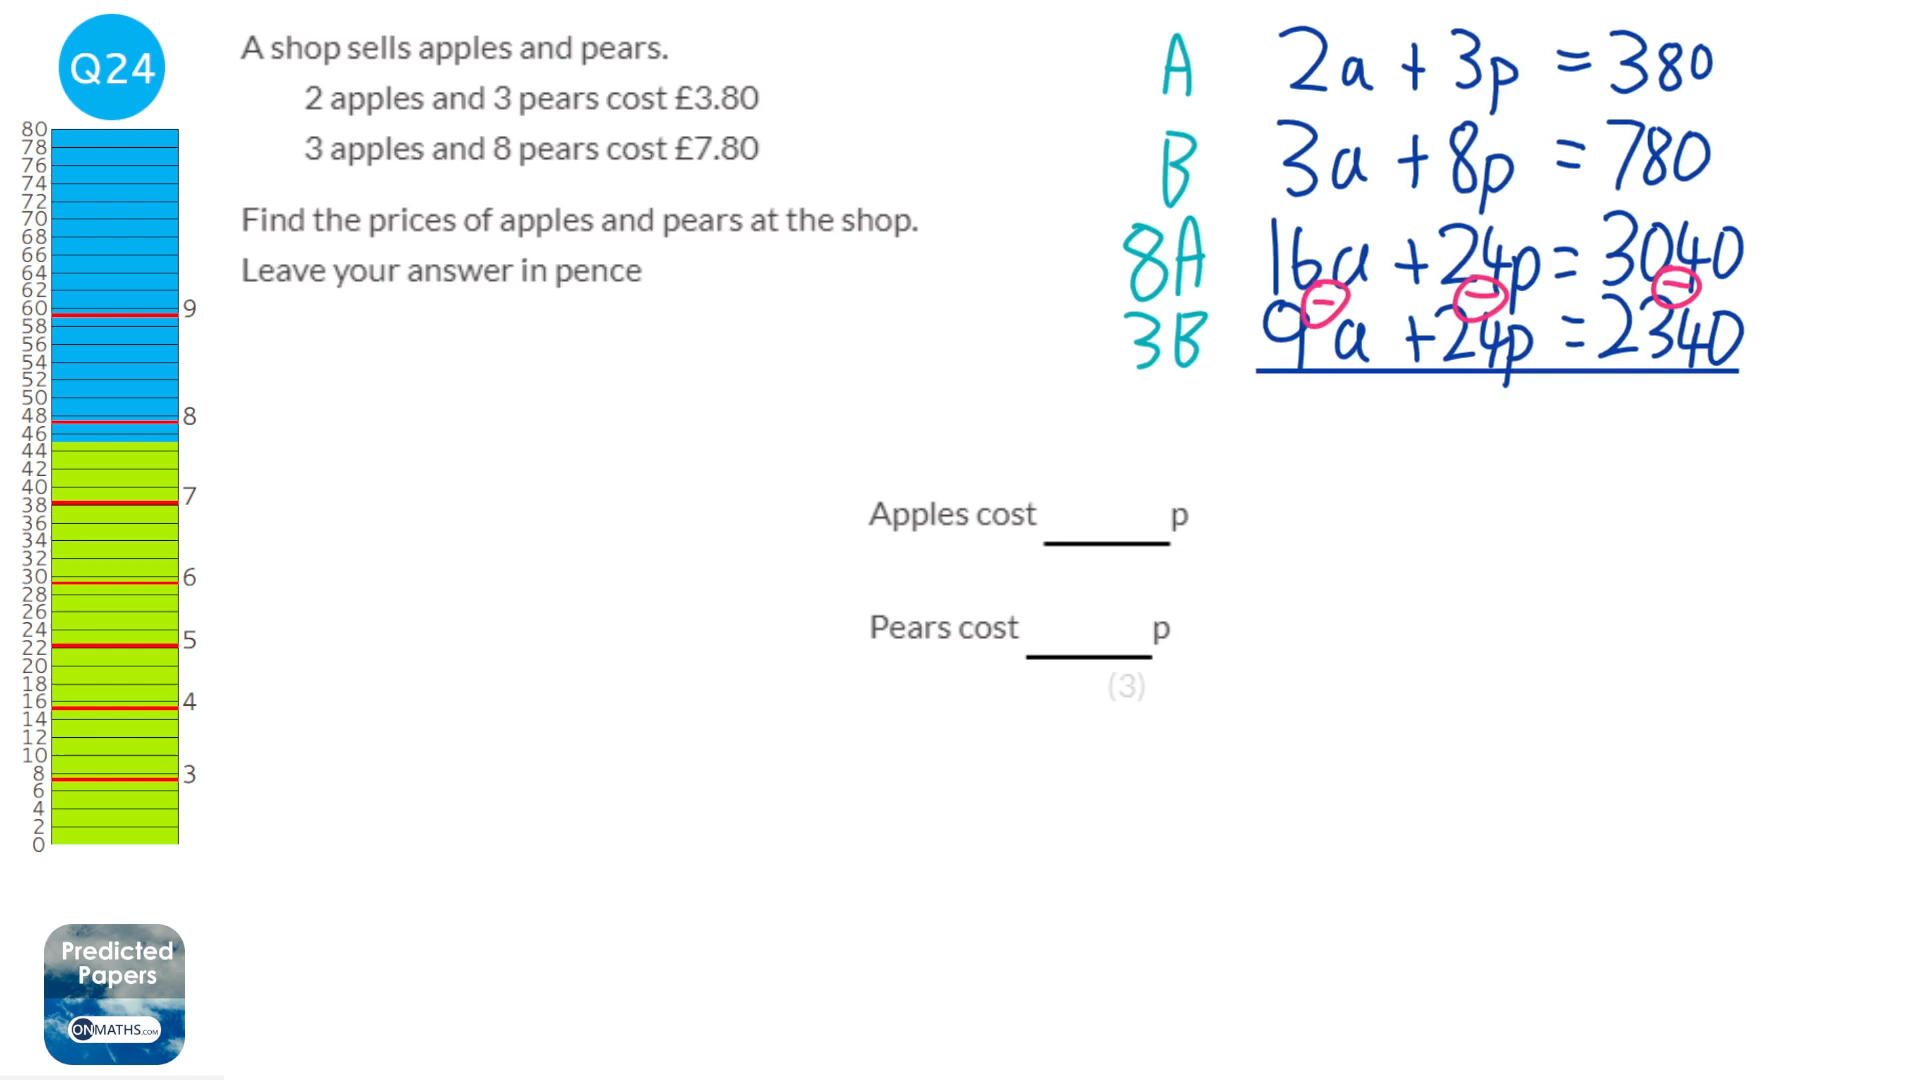 Q24
A shop sells apples and pears.
2 apples and 3 pears cost £3.80
3 apples and 8 pears cost £7.80
Find the prices of apples and pears at the shop.
Leave your answer in pence
A 2a + 3p = 380
B 3a + 8p = 780
8A 16a + 24p = 3040
- - -
3B 9a + 24p = 2340
Apples cost ______ p
Pears cost ______ p
(3)
80
78
76
74
72
70
68
66
64
62
60 9
58
56
54
52
50
48 8
46
44
42
40 7
38
36
34
32
30 6
28
26
24 5
22
20
18
16 4
14
12
10
8 3
6
4
2
0
Predicted
Papers
ONMATHS.COM